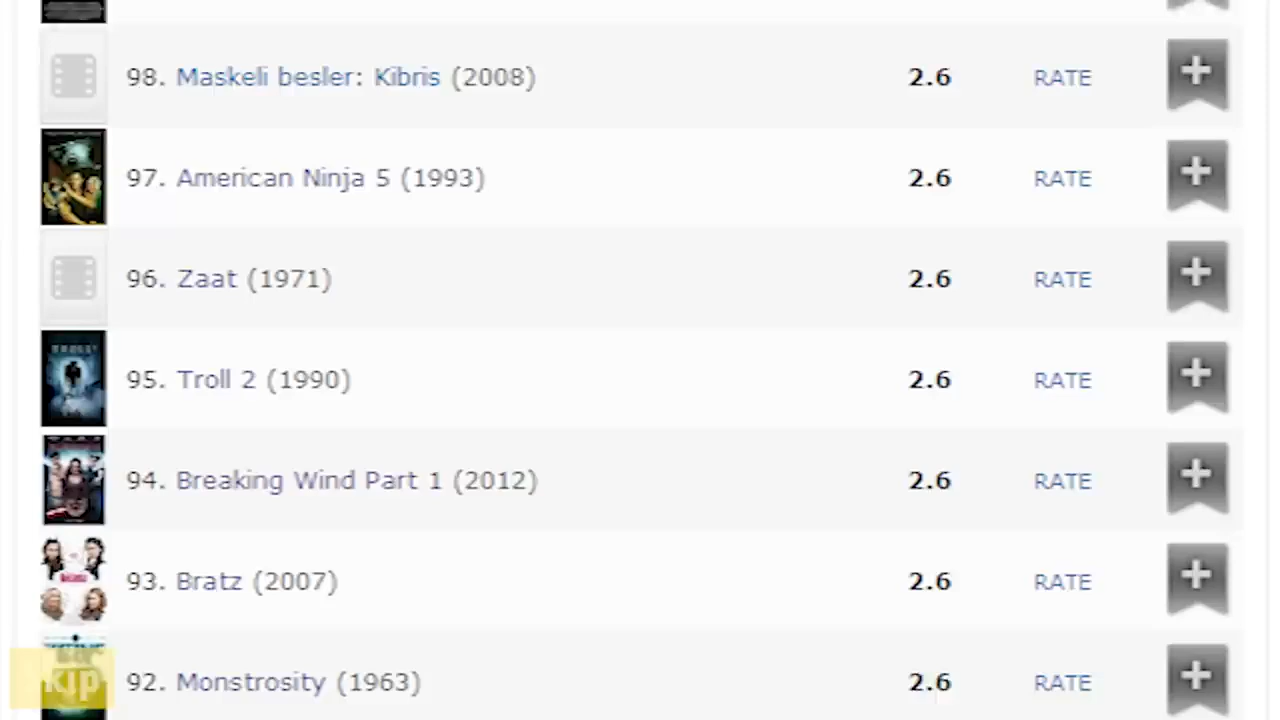 98. Maskeli besler: Kibris (2008) 2.6 RATE
97. American Ninja 5 (1993) 2.6 RATE
96. Zaat (1971) 2.6 RATE
95. Troll 2 (1990) 2.6 RATE
94. Breaking Wind Part 1 (2012) 2.6 RATE
93. Bratz (2007) 2.6 RATE
92. Monstrosity (1963) 2.6 RATE
kip